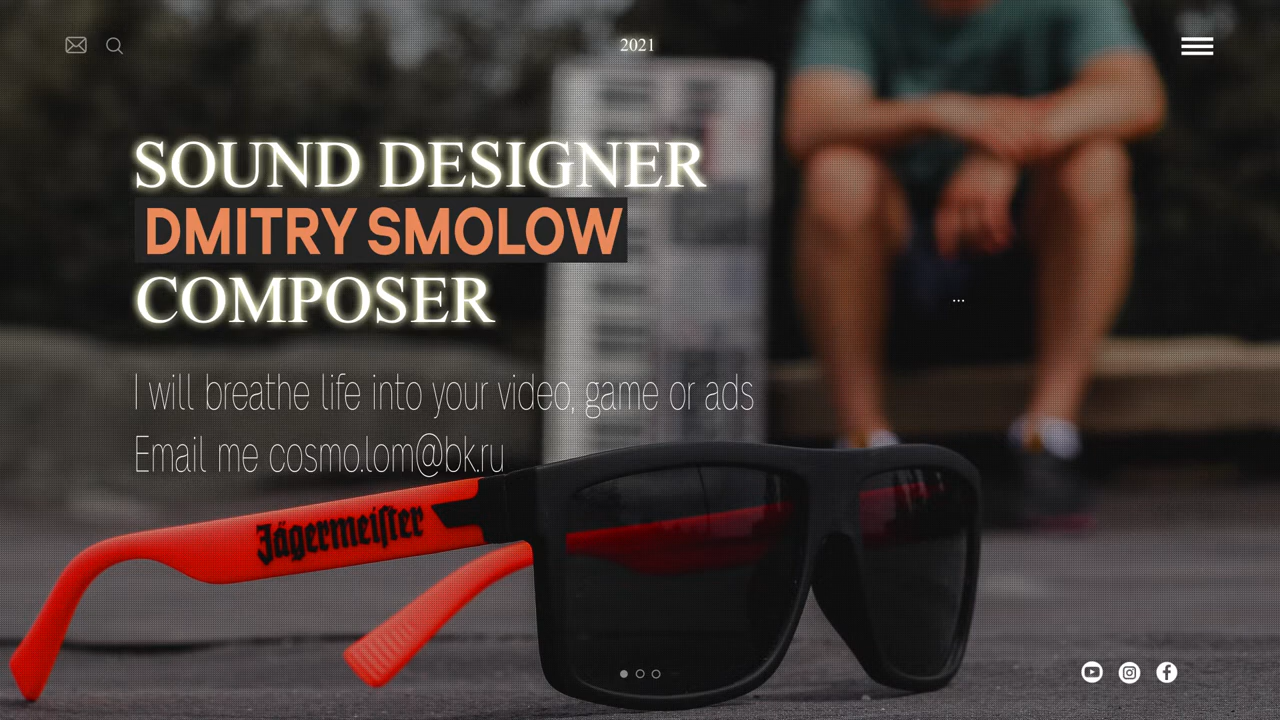 2021
SOUND DESIGNER
DMITRY SMOLOW
COMPOSER
I will breathe life into your video, game or ads
Email me cosmo.lom@bk.ru
Jägermeiſter
...